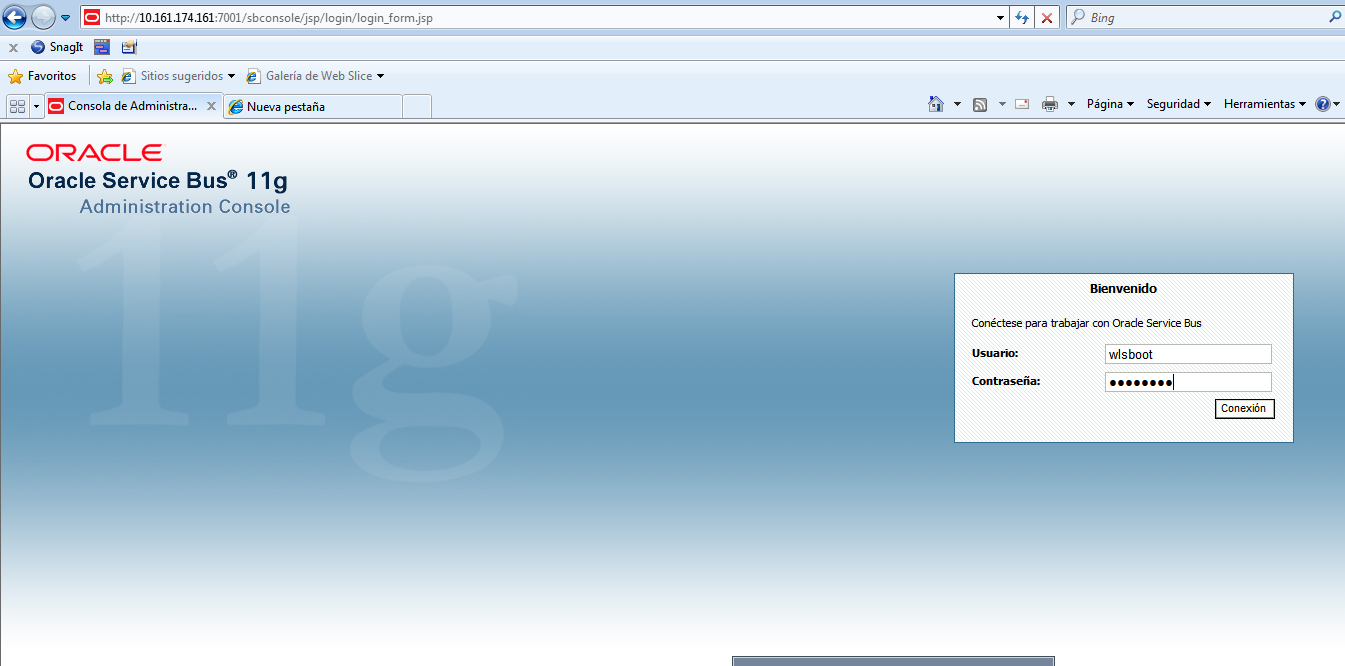 http://10.161.174.161:7001/sbconsole/jsp/login/login_form.jsp
Bing
x SnagIt
Favoritos Sitios sugeridos Galería de Web Slice
Consola de Administra... x Nueva pestaña Página Seguridad Herramientas
ORACLE
Oracle Service Bus® 11g
Administration Console
11g
Bienvenido
Conéctese para trabajar con Oracle Service Bus
Usuario: wlsboot
Contraseña: ●●●●●●●●
Conexión